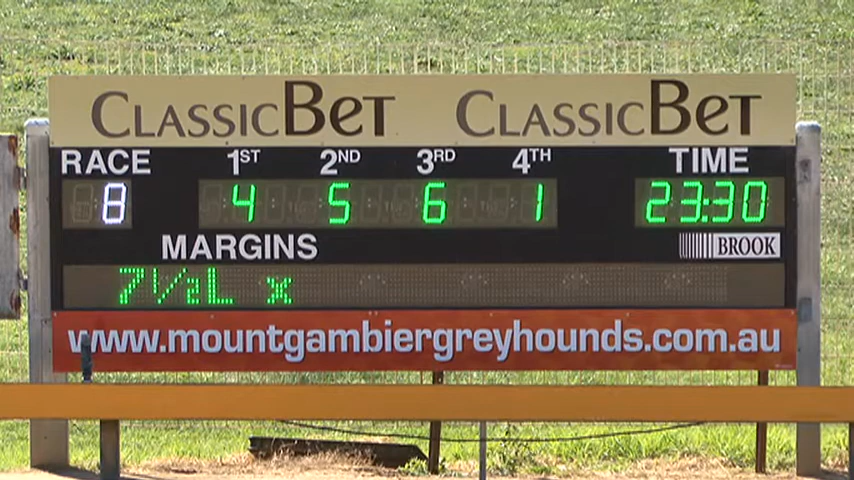 CLASSICBET CLASSICBET
RACE 1ST 2ND 3RD 4TH TIME
8 4 5 6 1 23:30
MARGINS BROOK
7½L x
www.mountgambiergreyhounds.com.au